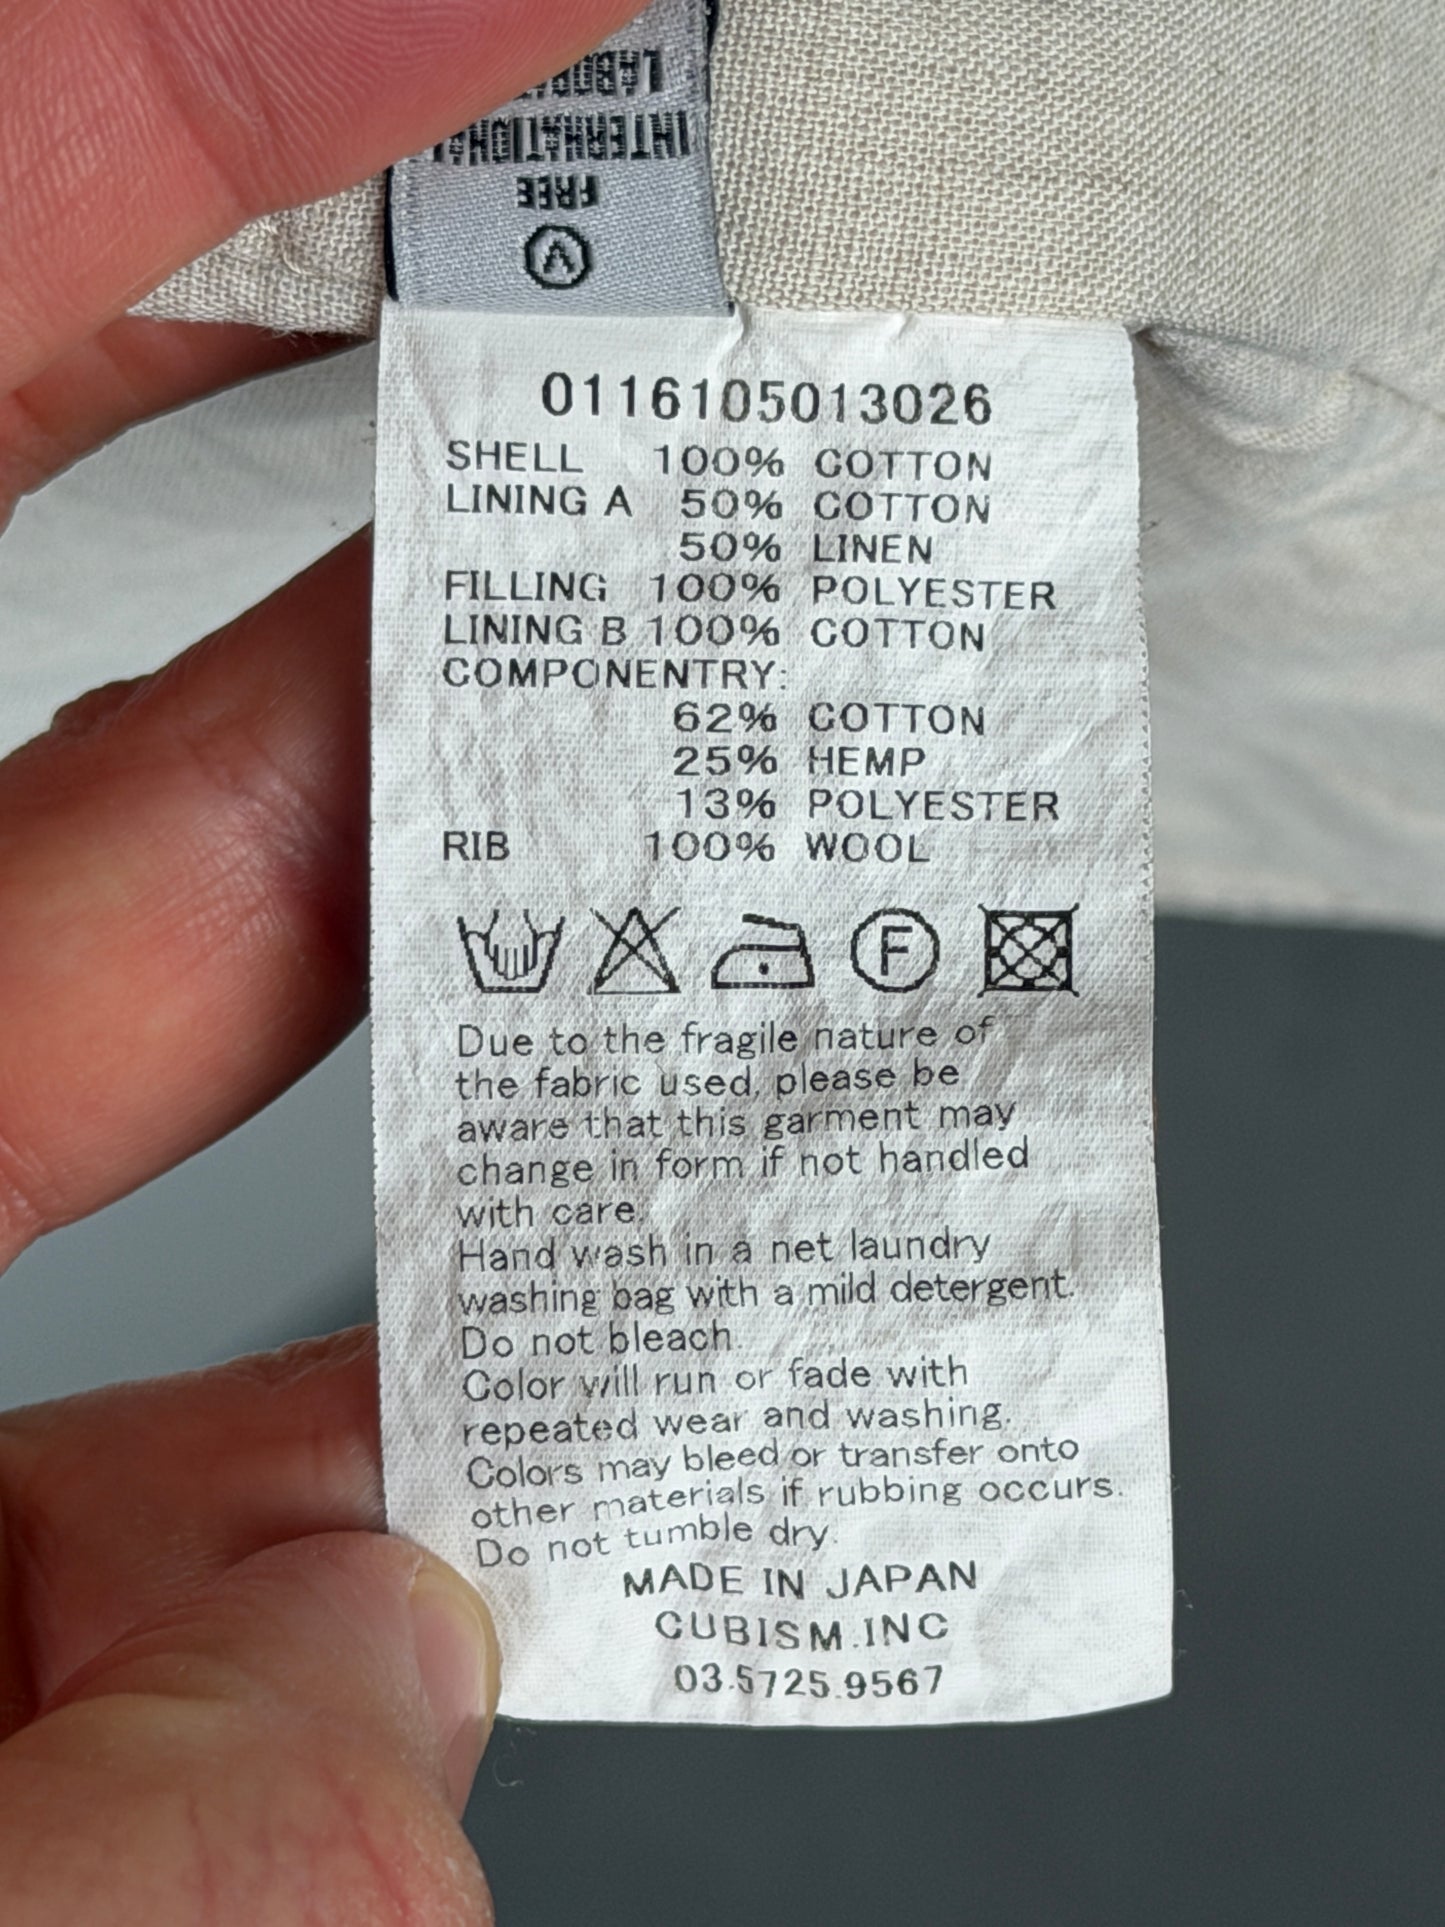 LABORAT
INTERNATIONAL
FREE
V
0116105013026
SHELL 100% COTTON
LINING A 50% COTTON
50% LINEN
FILLING 100% POLYESTER
LINING B 100% COTTON
COMPONENTRY:
62% COTTON
25% HEMP
13% POLYESTER
RIB 100% WOOL
F
Due to the fragile nature of
the fabric used, please be
aware that this garment may
change in form if not handled
with care.
Hand wash in a net laundry
washing bag with a mild detergent.
Do not bleach.
Color will run or fade with
repeated wear and washing.
Colors may bleed or transfer onto
other materials if rubbing occurs.
Do not tumble dry.
MADE IN JAPAN
CUBISM.INC
03.5725.9567